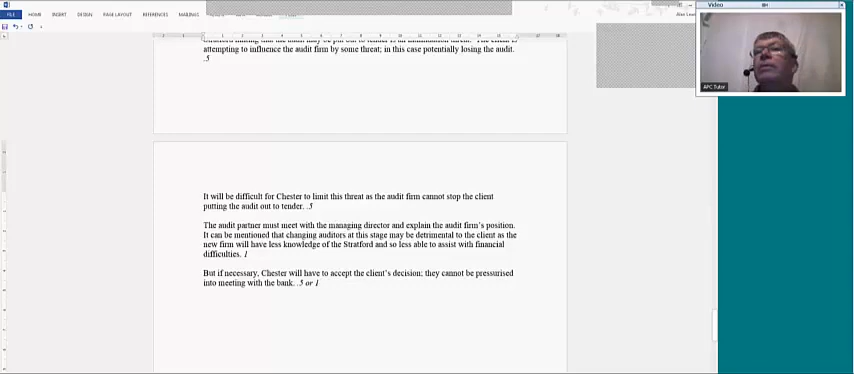 FILE HOME INSERT DESIGN PAGE LAYOUT REFERENCES MAILINGS
Video
attempting to influence the audit firm by some threat; in this case potentially losing the audit.
.5
APC Tutor
It will be difficult for Chester to limit this threat as the audit firm cannot stop the client
putting the audit out to tender. .5
The audit partner must meet with the managing director and explain the audit firm's position.
It can be mentioned that changing auditors at this stage may be detrimental to the client as the
new firm will have less knowledge of the Stratford and so less able to assist with financial
difficulties. 1
But if necessary, Chester will have to accept the client's decision; they cannot be pressurised
into meeting with the bank. .5 or 1